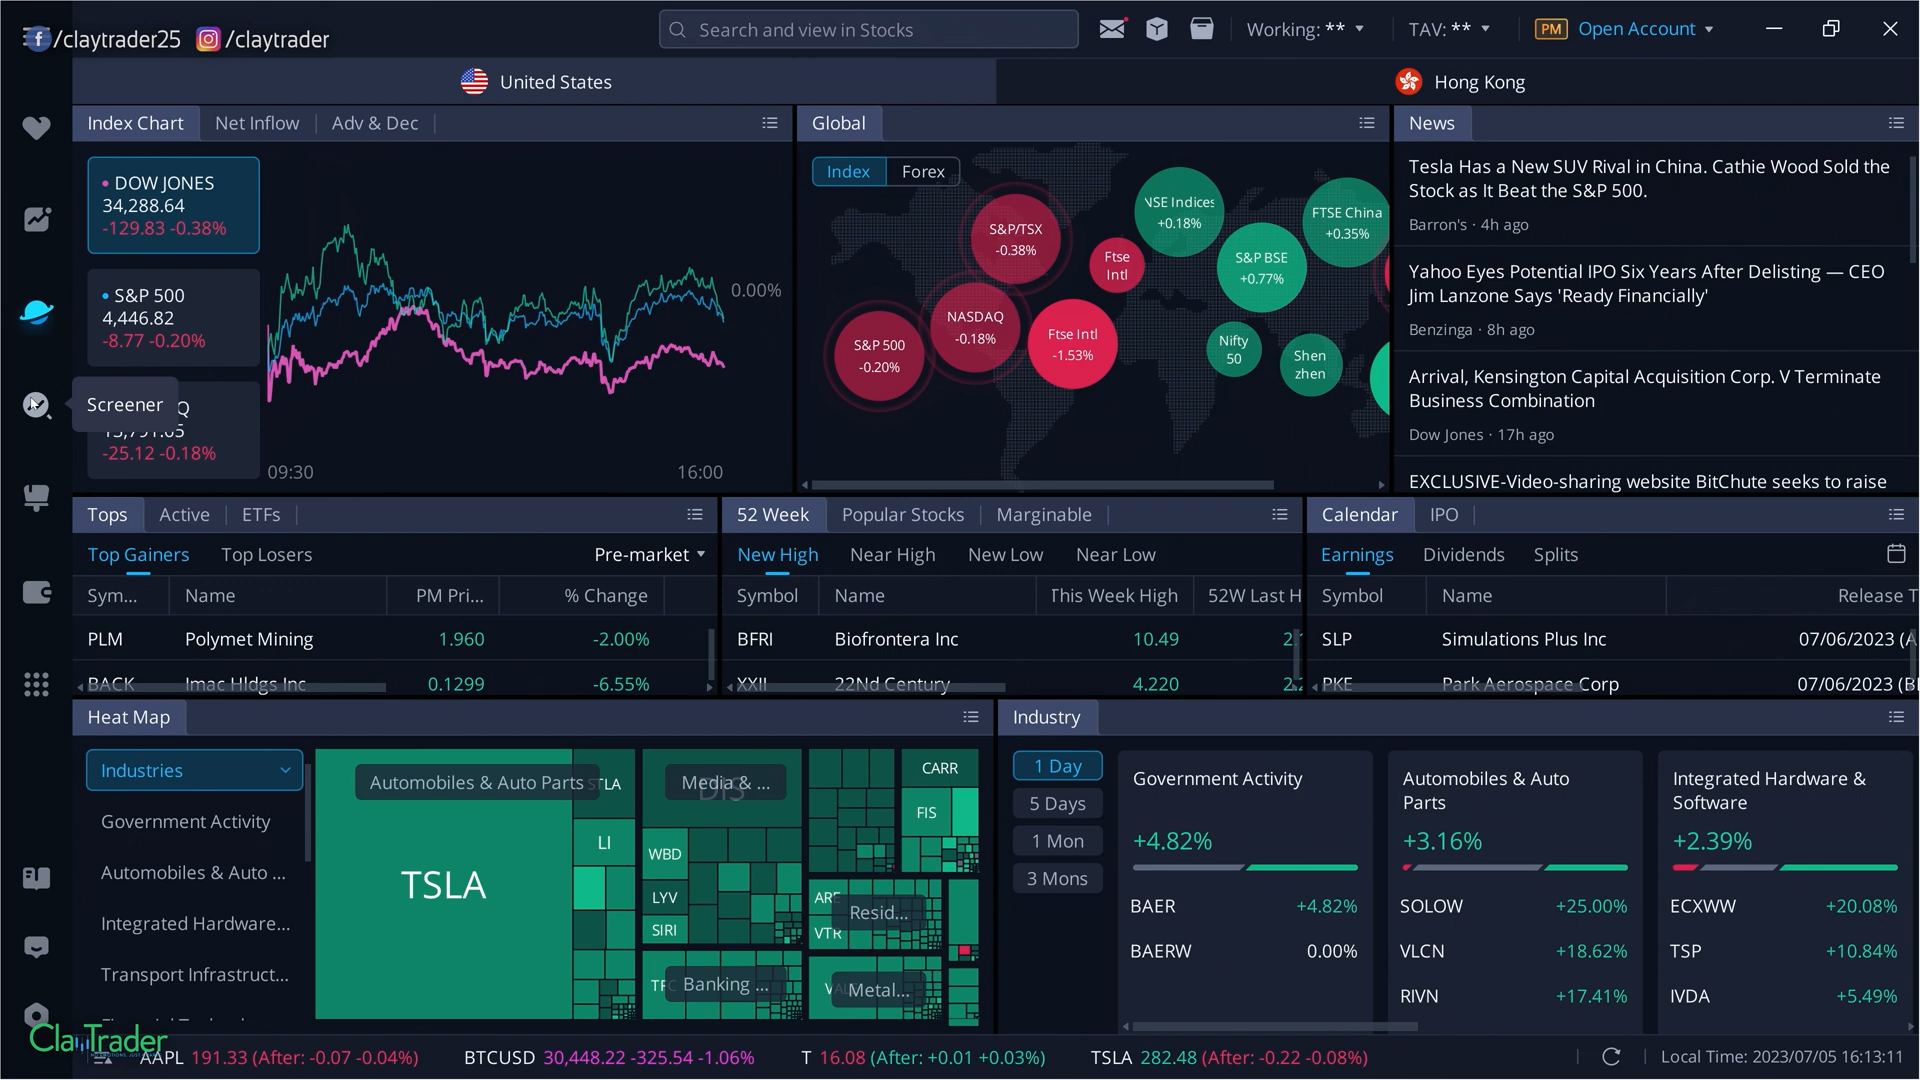 /claytrader25 /claytrader
Search and view in Stocks
Working: **
TAV: **
PM Open Account
United States
Hong Kong
Index Chart
Net Inflow
Adv & Dec
DOW JONES
34,288.64
-129.83 -0.38%
S&P 500
4,446.82
-8.77 -0.20%
Screener
Q
13,791.65
-25.12 -0.18%
0.00%
09:30
16:00
Global
Index
Forex
S&P/TSX
-0.38%
NSE Indices
+0.18%
FTSE China
+0.35%
Ftse
Intl
S&P BSE
+0.77%
NASDAQ
-0.18%
Ftse Intl
-1.53%
S&P 500
-0.20%
Nifty
50
Shen
zhen
News
Tesla Has a New SUV Rival in China. Cathie Wood Sold the
Stock as It Beat the S&P 500.
Barron's · 4h ago
Yahoo Eyes Potential IPO Six Years After Delisting — CEO
Jim Lanzone Says 'Ready Financially'
Benzinga · 8h ago
Arrival, Kensington Capital Acquisition Corp. V Terminate
Business Combination
Dow Jones · 17h ago
EXCLUSIVE-Video-sharing website BitChute seeks to raise
Tops
Active
ETFs
Top Gainers
Top Losers
Pre-market
Sym... Name PM Pri... % Change
PLM Polymet Mining 1.960 -2.00%
BACK Imac Hldgs Inc 0.1299 -6.55%
52 Week
Popular Stocks
Marginable
New High
Near High
New Low
Near Low
Symbol Name This Week High 52W Last H
BFRI Biofrontera Inc 10.49
XXII 22Nd Century 4.220
Calendar
IPO
Earnings
Dividends
Splits
Symbol Name Release T
SLP Simulations Plus Inc 07/06/2023 (A
PKE Park Aerospace Corp 07/06/2023 (B
Heat Map
Industries
Government Activity
Automobiles & Auto ...
Integrated Hardware...
Transport Infrastruct...
Automobiles & Auto Parts
TSLA
LI
Media & ...
DIS
WBD
LYV
SIRI
Banking ...
CARR
FIS
ARE
Resid...
VTR
Metal...
Industry
1 Day
5 Days
1 Mon
3 Mons
Government Activity
+4.82%
BAER +4.82%
BAERW 0.00%
Automobiles & Auto
Parts
+3.16%
SOLOW +25.00%
VLCN +18.62%
RIVN +17.41%
Integrated Hardware &
Software
+2.39%
ECXWW +20.08%
TSP +10.84%
IVDA +5.49%
ClayTrader
AAPL 191.33 (After: -0.07 -0.04%)
BTCUSD 30,448.22 -325.54 -1.06%
T 16.08 (After: +0.01 +0.03%)
TSLA 282.48 (After: -0.22 -0.08%)
Local Time: 2023/07/05 16:13:11